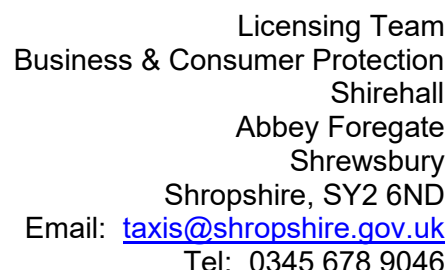 Licensing Team
Business & Consumer Protection
Shirehall
Abbey Foregate
Shrewsbury
Shropshire, SY2 6ND
Email: taxis@shropshire.gov.uk
Tel: 0345 678 9046